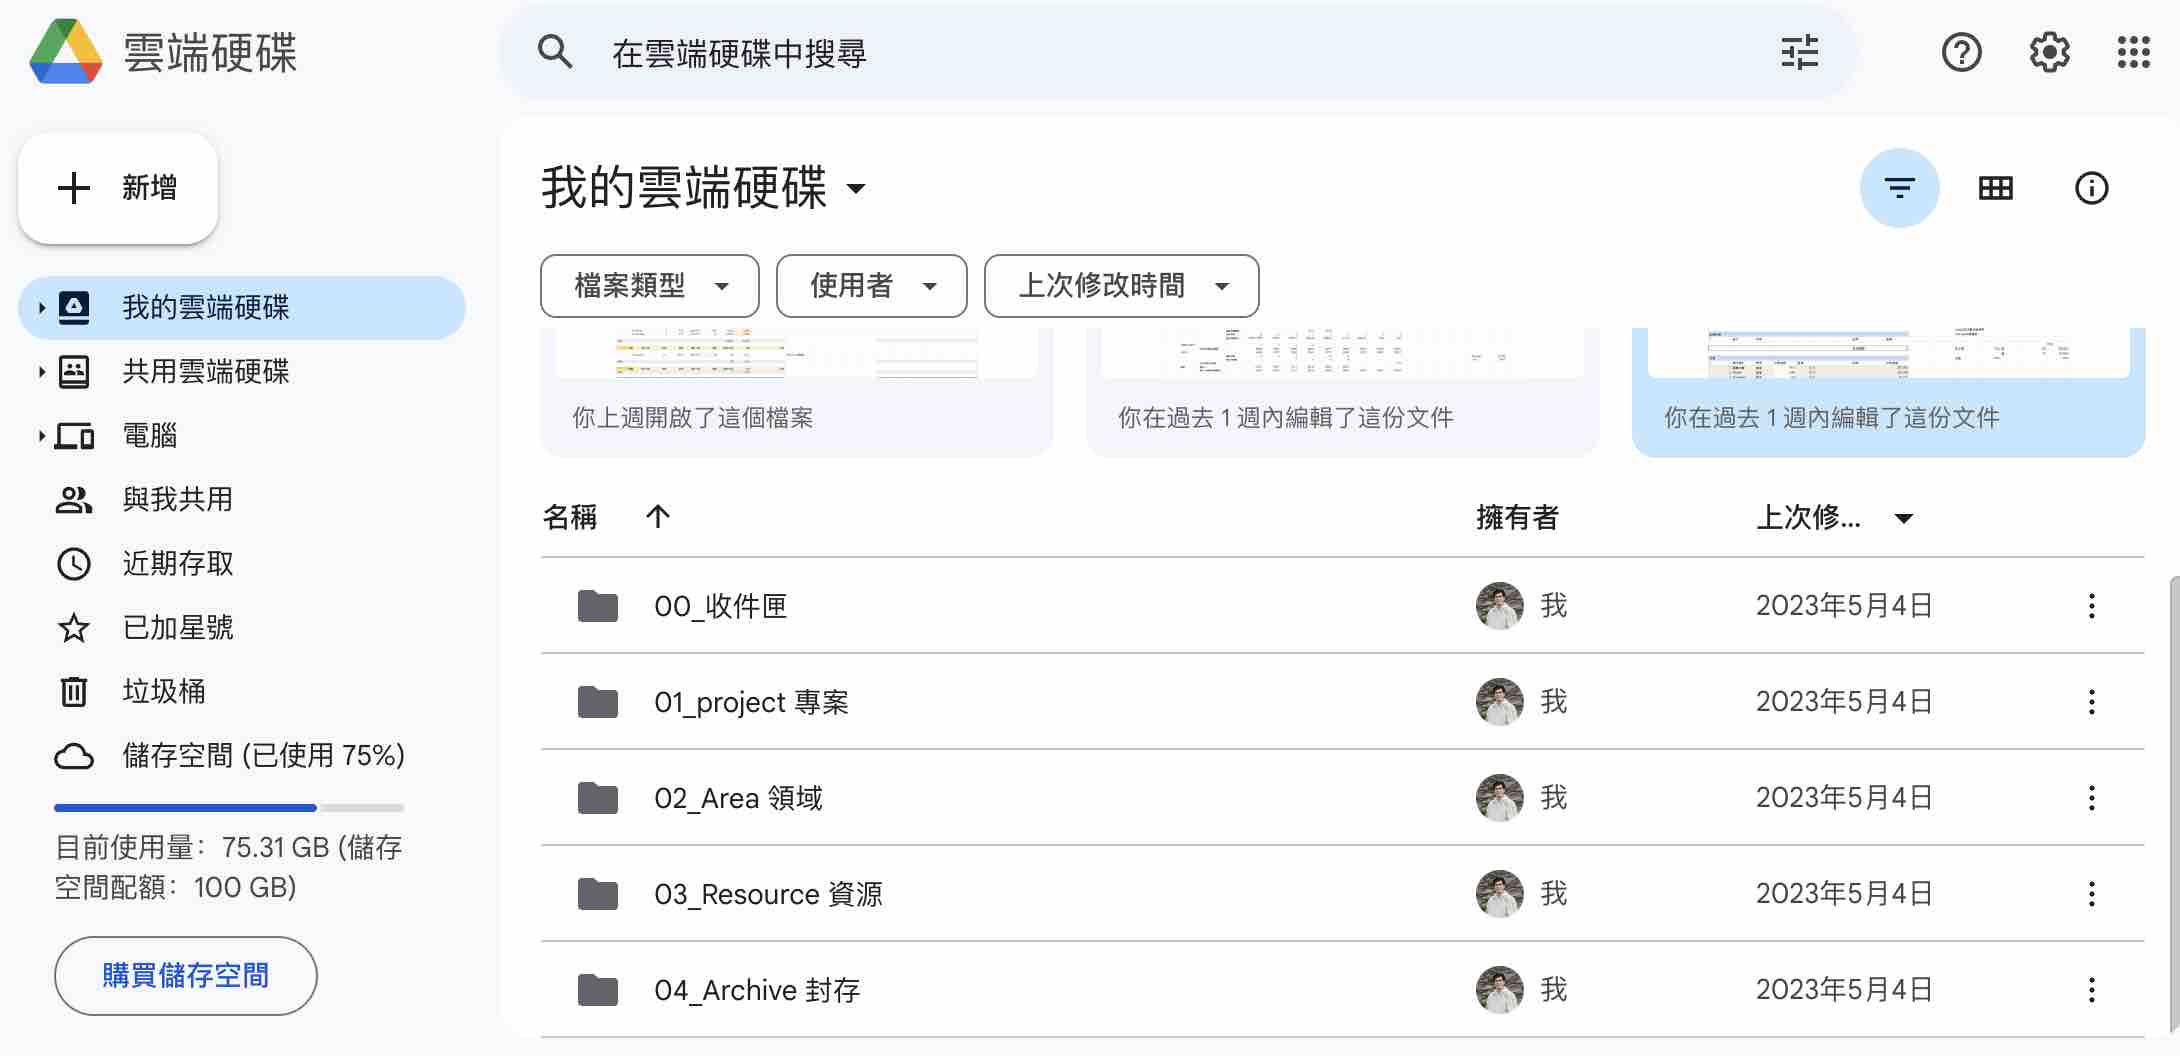 雲端硬碟
在雲端硬碟中搜尋
新增
我的雲端硬碟
共用雲端硬碟
電腦
與我共用
近期存取
已加星號
垃圾桶
儲存空間 (已使用 75%)
目前使用量：75.31 GB (儲存
空間配額：100 GB)
購買儲存空間
我的雲端硬碟
檔案類型
使用者
上次修改時間
你上週開啟了這個檔案
你在過去 1 週內編輯了這份文件
你在過去 1 週內編輯了這份文件
名稱 擁有者 上次修...
00_收件匣 我 2023年5月4日
01_project 專案 我 2023年5月4日
02_Area 領域 我 2023年5月4日
03_Resource 資源 我 2023年5月4日
04_Archive 封存 我 2023年5月4日